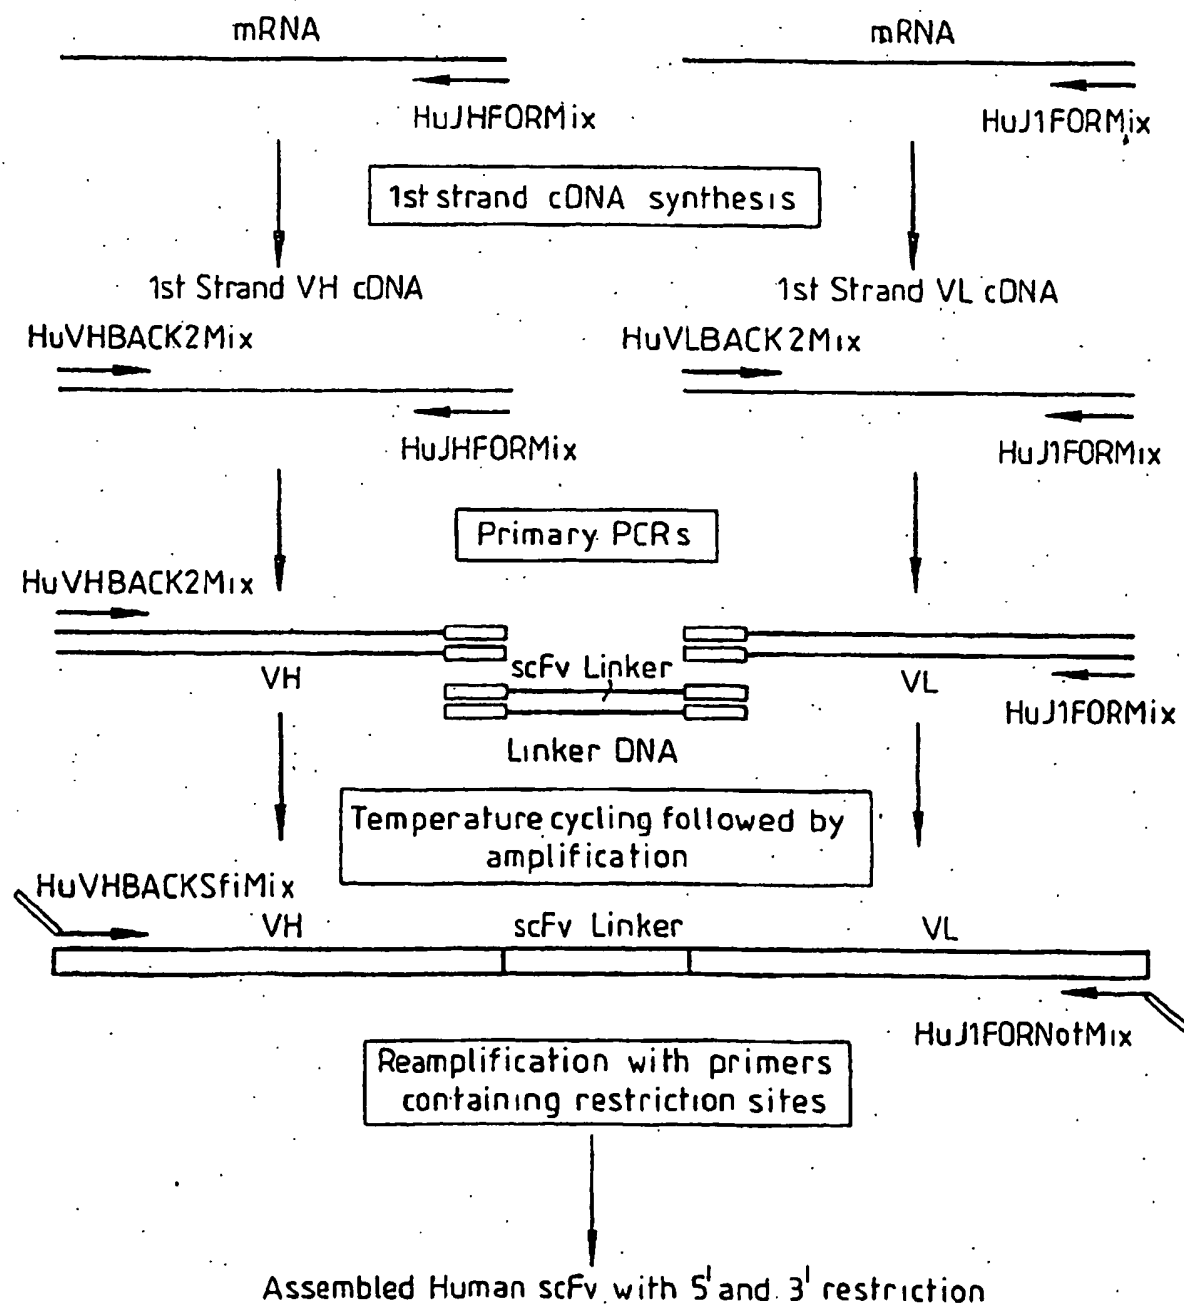 mRNA
mRNA
HuJHFORMix
HuJ1FORMix
1st strand cDNA synthesis
1st Strand VH cDNA
1st Strand VL cDNA
HuVHBACK2Mix
HuVLBACK2Mix
HuJHFORMix
HuJ1FORMix
Primary PCRs
HuVHBACK2Mix
VH
scFv Linker
VL
HuJ1FORMix
Linker DNA
Temperature cycling followed by
amplification
HuVHBACKSfiMix
VH
scFv Linker
VL
HuJ1FORNotMix
Reamplification with primers
containing restriction sites
Assembled Human scFv with 5' and 3' restriction